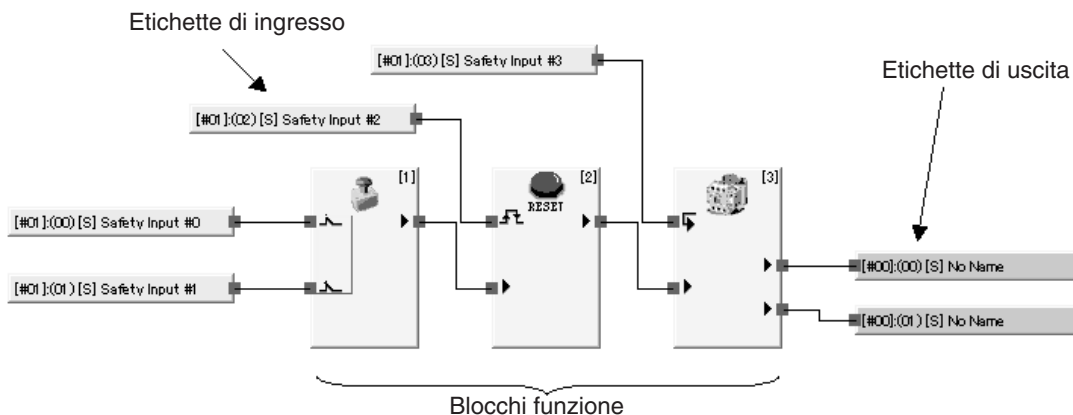 Etichette di ingresso
[#01]:(03) [S] Safety Input #3
Etichette di uscita
[#01]:(02) [S] Safety Input #2
[1]
[2]
[3]
RESET
[#01]:(00) [S] Safety Input #0
[#01]:(01) [S] Safety Input #1
[#00]:(00) [S] No Name
[#00]:(01) [S] No Name
Blocchi funzione